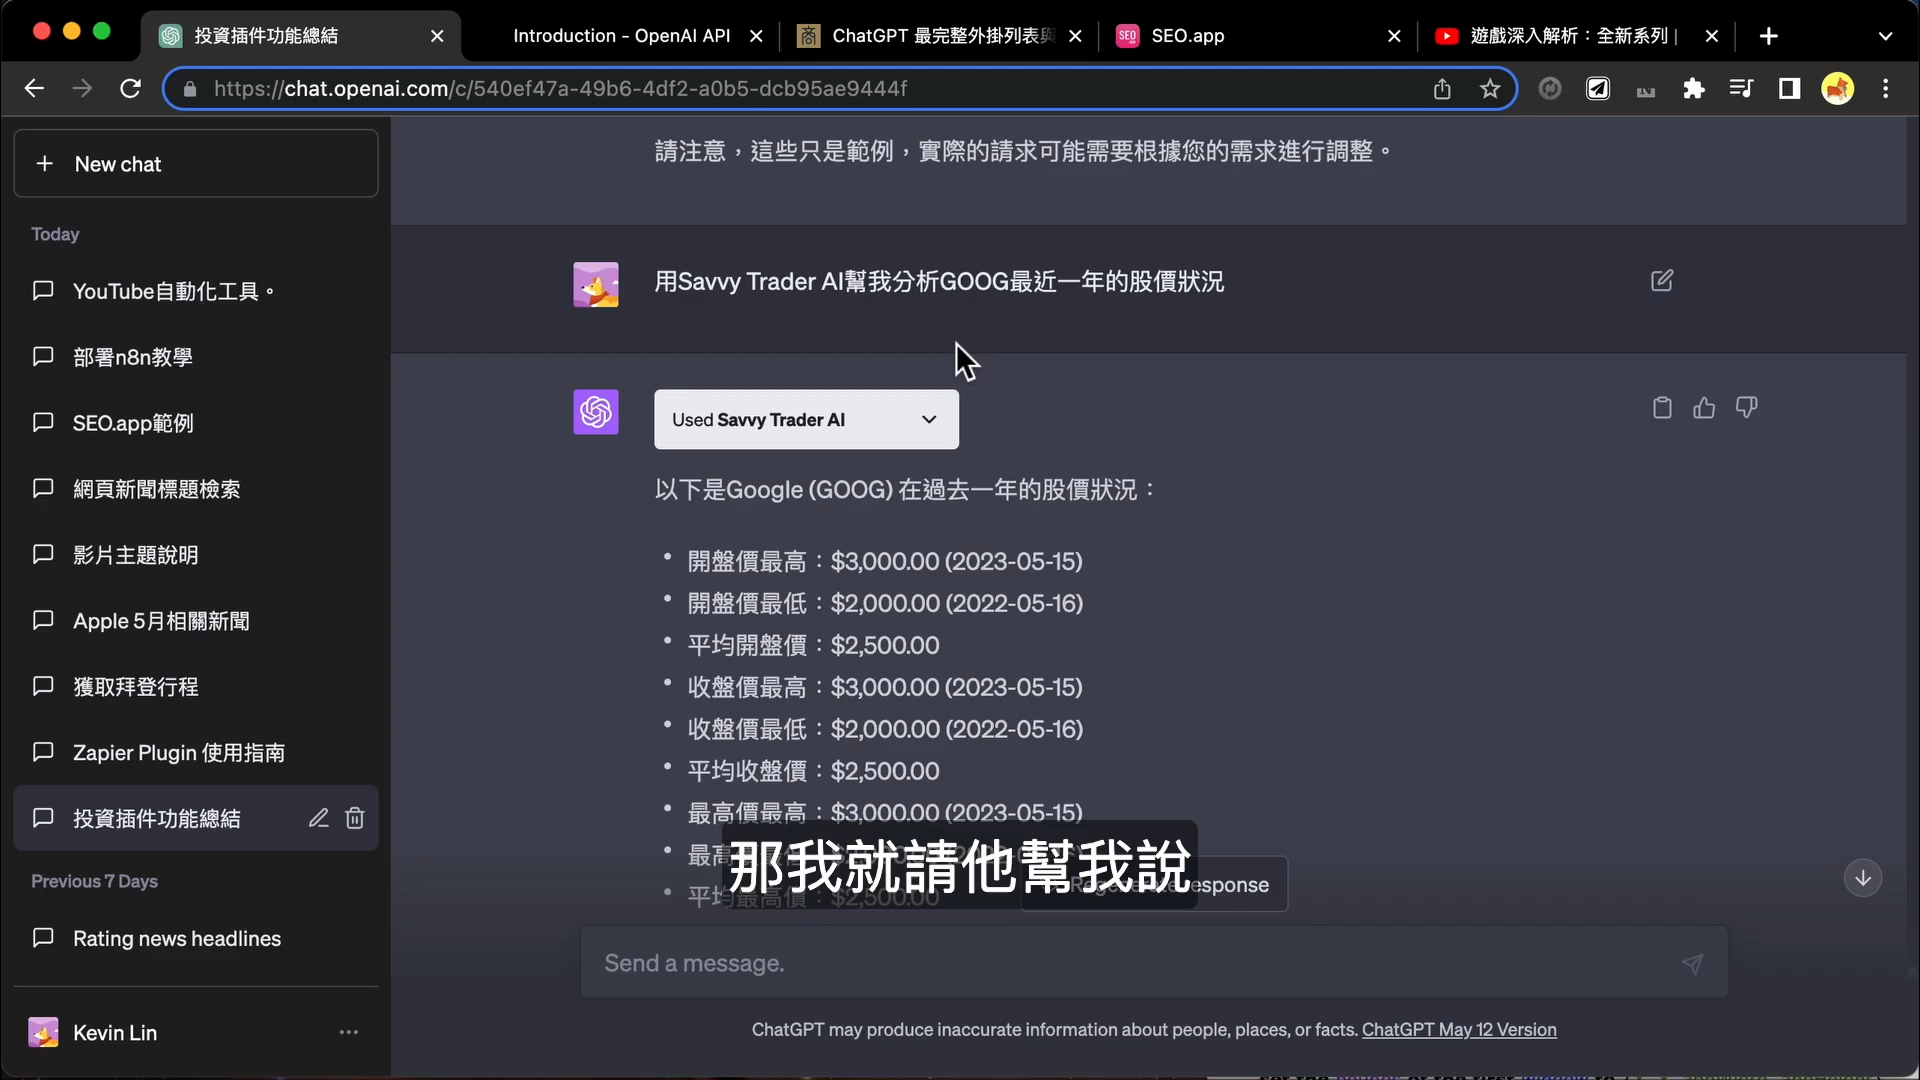 投資插件功能總結
Introduction - OpenAI API
ChatGPT 最完整外掛列表與
SEO.app
遊戲深入解析：全新系列 |
https://chat.openai.com/c/540ef47a-49b6-4df2-a0b5-dcb95ae9444f
New chat
Today
YouTube自動化工具。
部署n8n教學
SEO.app範例
網頁新聞標題檢索
影片主題說明
Apple 5月相關新聞
獲取拜登行程
Zapier Plugin 使用指南
投資插件功能總結
Previous 7 Days
Rating news headlines
Kevin Lin
請注意，這些只是範例，實際的請求可能需要根據您的需求進行調整。
用Savvy Trader AI幫我分析GOOG最近一年的股價狀況
Used Savvy Trader AI
以下是Google (GOOG) 在過去一年的股價狀況：
• 開盤價最高：$3,000.00 (2023-05-15)
• 開盤價最低：$2,000.00 (2022-05-16)
• 平均開盤價：$2,500.00
• 收盤價最高：$3,000.00 (2023-05-15)
• 收盤價最低：$2,000.00 (2022-05-16)
• 平均收盤價：$2,500.00
• 最高價最高：$3,000.00 (2023-05-15)
那我就請他幫我說
• 平均最高價：$2,500.00
Regenerate response
Send a message.
ChatGPT may produce inaccurate information about people, places, or facts. ChatGPT May 12 Version